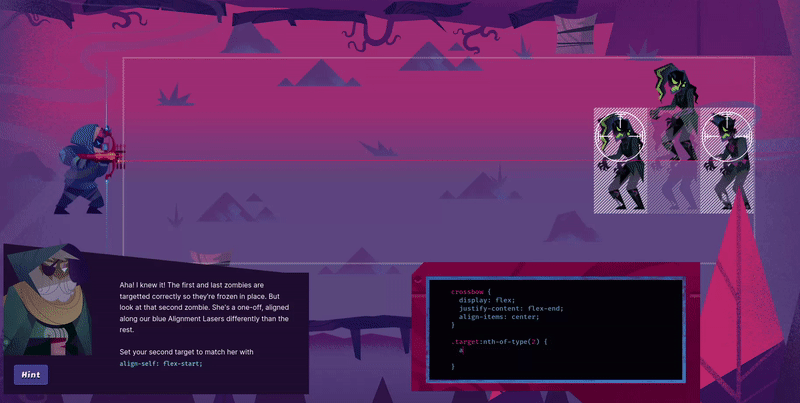 Aha! I knew it! The first and last zombies are
targetted correctly so they're frozen in place. But
look at that second zombie. She's a one-off, aligned
along our blue Alignment Lasers differently than the
rest.
Set your second target to match her with
align-self: flex-start;
Hint
crossbow {
display: flex;
justify-content: flex-end;
align-items: center;
}
.target:nth-of-type(2) {
a
}